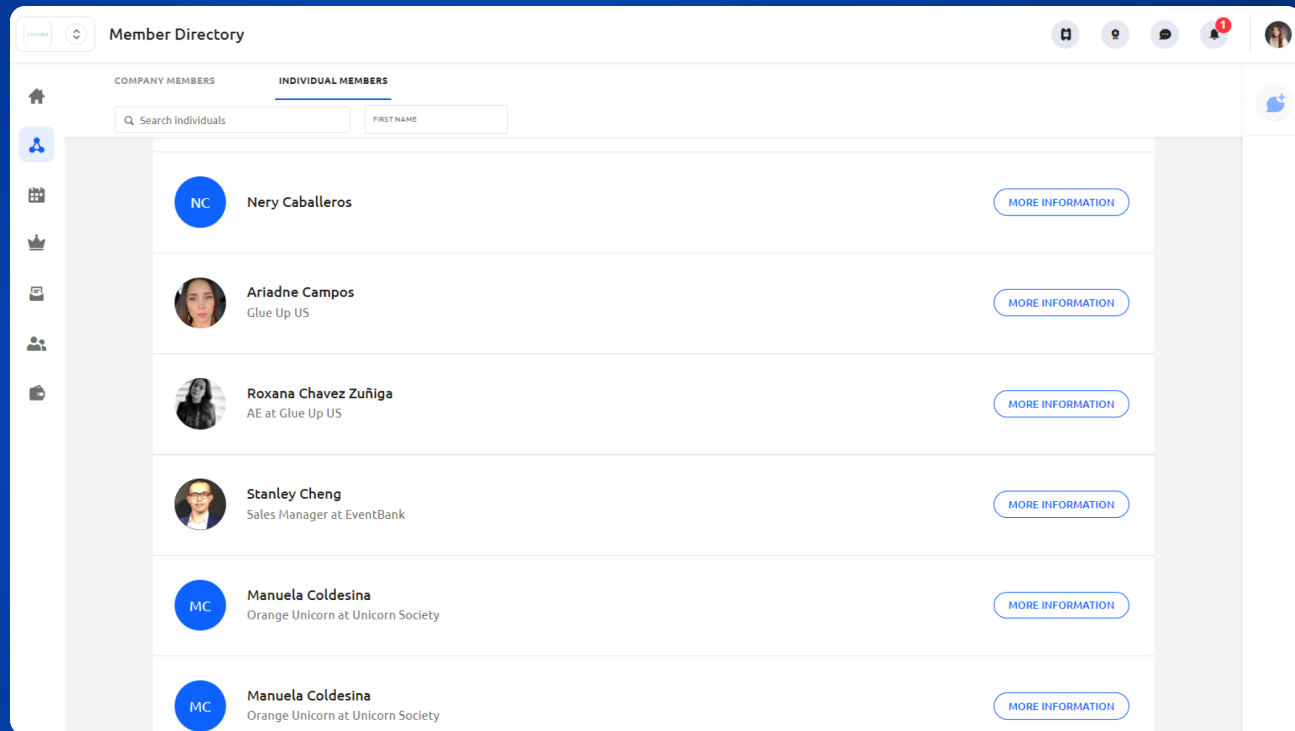 Member Directory
1
COMPANY MEMBERS
INDIVIDUAL MEMBERS
Search individuals
FIRST NAME
NC
Nery Caballeros
MORE INFORMATION
Ariadne Campos
Glue Up US
MORE INFORMATION
Roxana Chavez Zuñiga
AE at Glue Up US
MORE INFORMATION
Stanley Cheng
Sales Manager at EventBank
MORE INFORMATION
MC
Manuela Coldesina
Orange Unicorn at Unicorn Society
MORE INFORMATION
MC
Manuela Coldesina
Orange Unicorn at Unicorn Society
MORE INFORMATION